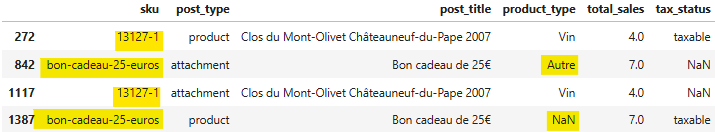 sku post_type post_title product_type total_sales tax_status
272 13127-1 product Clos du Mont-Olivet Châteauneuf-du-Pape 2007 Vin 4.0 taxable
842 bon-cadeau-25-euros attachment Bon cadeau de 25€ Autre 7.0 NaN
1117 13127-1 attachment Clos du Mont-Olivet Châteauneuf-du-Pape 2007 Vin 4.0 NaN
1387 bon-cadeau-25-euros product Bon cadeau de 25€ NaN 7.0 taxable